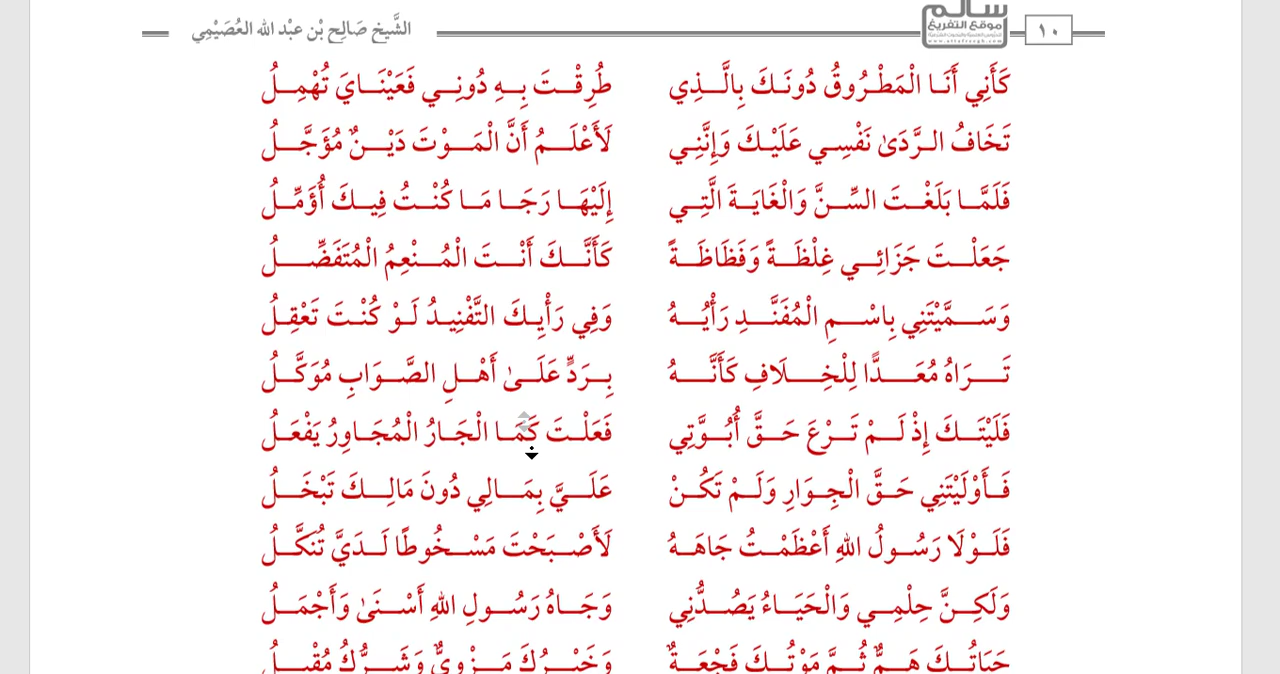 ١٠ سالم موقع التفريغ الشَّيخ صَالِح بْن عبْد الله العُصَيْمِي
كَأَنِّي أَنَا الْمَطْرُوقُ دُونَكَ بِالَّذِي طُرِقْتَ بِهِ دُونِي فَعَيْنَايَ تُهْمِلُ
تَخَافُ الرَّدَىٰ نَفْسِي عَلَيْكَ وَإِنَّنِي لَأَعْلَمُ أَنَّ الْمَوْتَ دَيْنٌ مُؤَجَّلُ
فَلَمَّا بَلَغْتَ السِّنَّ وَالْغَايَةَ الَّتِي إِلَيْهَا رَجَا مَا كُنْتُ فِيكَ أُؤَمِّلُ
جَعَلْتَ جَزَائِي غِلْظَةً وَفَظَاظَةً كَأَنَّكَ أَنْتَ الْمُنْعِمُ الْمُتَفَضِّلُ
وَسَمَّيْتَنِي بِاسْمِ الْمُفَنَّدِ رَأْيُهُ وَفِي رَأْيِكَ التَّفْنِيدُ لَوْ كُنْتَ تَعْقِلُ
تَرَاهُ مُعَدًّا لِلْخِلَافِ كَأَنَّهُ بِرَدٍّ عَلَىٰ أَهْلِ الصَّوَابِ مُوَكَّلُ
فَلَيْتَكَ إِذْ لَمْ تَرْعَ حَقَّ أُبُوَّتِي فَعَلْتَ كَمَا الْجَارُ الْمُجَاوِرُ يَفْعَلُ
فَأَوْلَيْتَنِي حَقَّ الْجِوَارِ وَلَمْ تَكُنْ عَلَيَّ بِمَالِي دُونَ مَالِكَ تَبْخَلُ
فَلَوْلَا رَسُولُ اللهِ أَعْظَمْتُ جَاهَهُ لَأَصْبَحْتَ مَسْخُوطًا لَدَيَّ تُنَكَّلُ
وَلَكِنَّ حِلْمِي وَالْحَيَاءُ يَصُدُّنِي وَجَاهُ رَسُولِ اللهِ أَسْنَىٰ وَأَجْمَلُ
حَيَاتُكَ هَمٌّ ثُمَّ مَوْتُكَ فَجْعَةٌ وَخَيْرُكَ مَزْوِيٌّ وَشَرُّكَ مُقْبِلُ